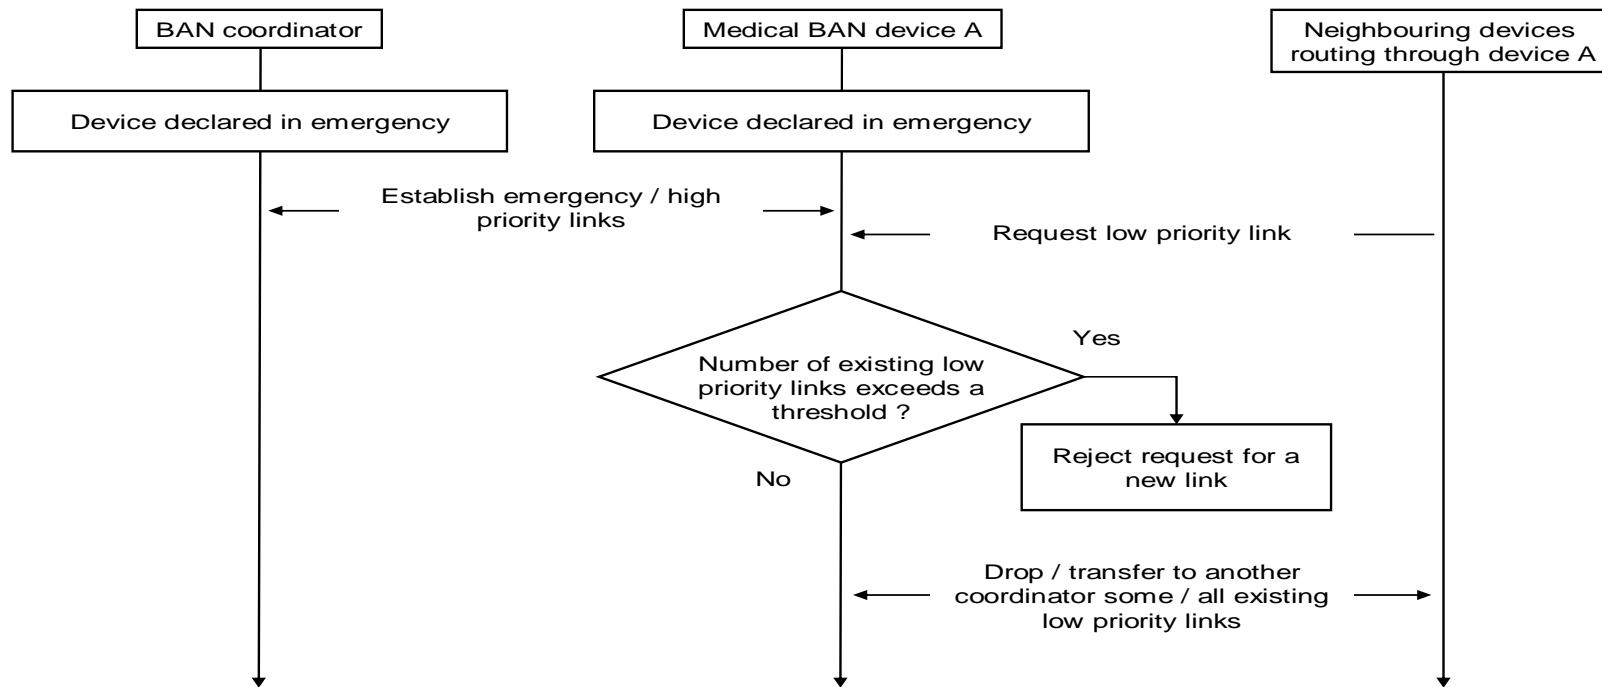 BAN coordinator
Medical BAN device A
Neighbouring devices
routing through device A
Device declared in emergency
Device declared in emergency
Establish emergency / high
priority links
Request low priority link
Yes
Number of existing low
priority links exceeds a
threshold ?
Reject request for a
new link
No
Drop / transfer to another
coordinator some / all existing
low priority links